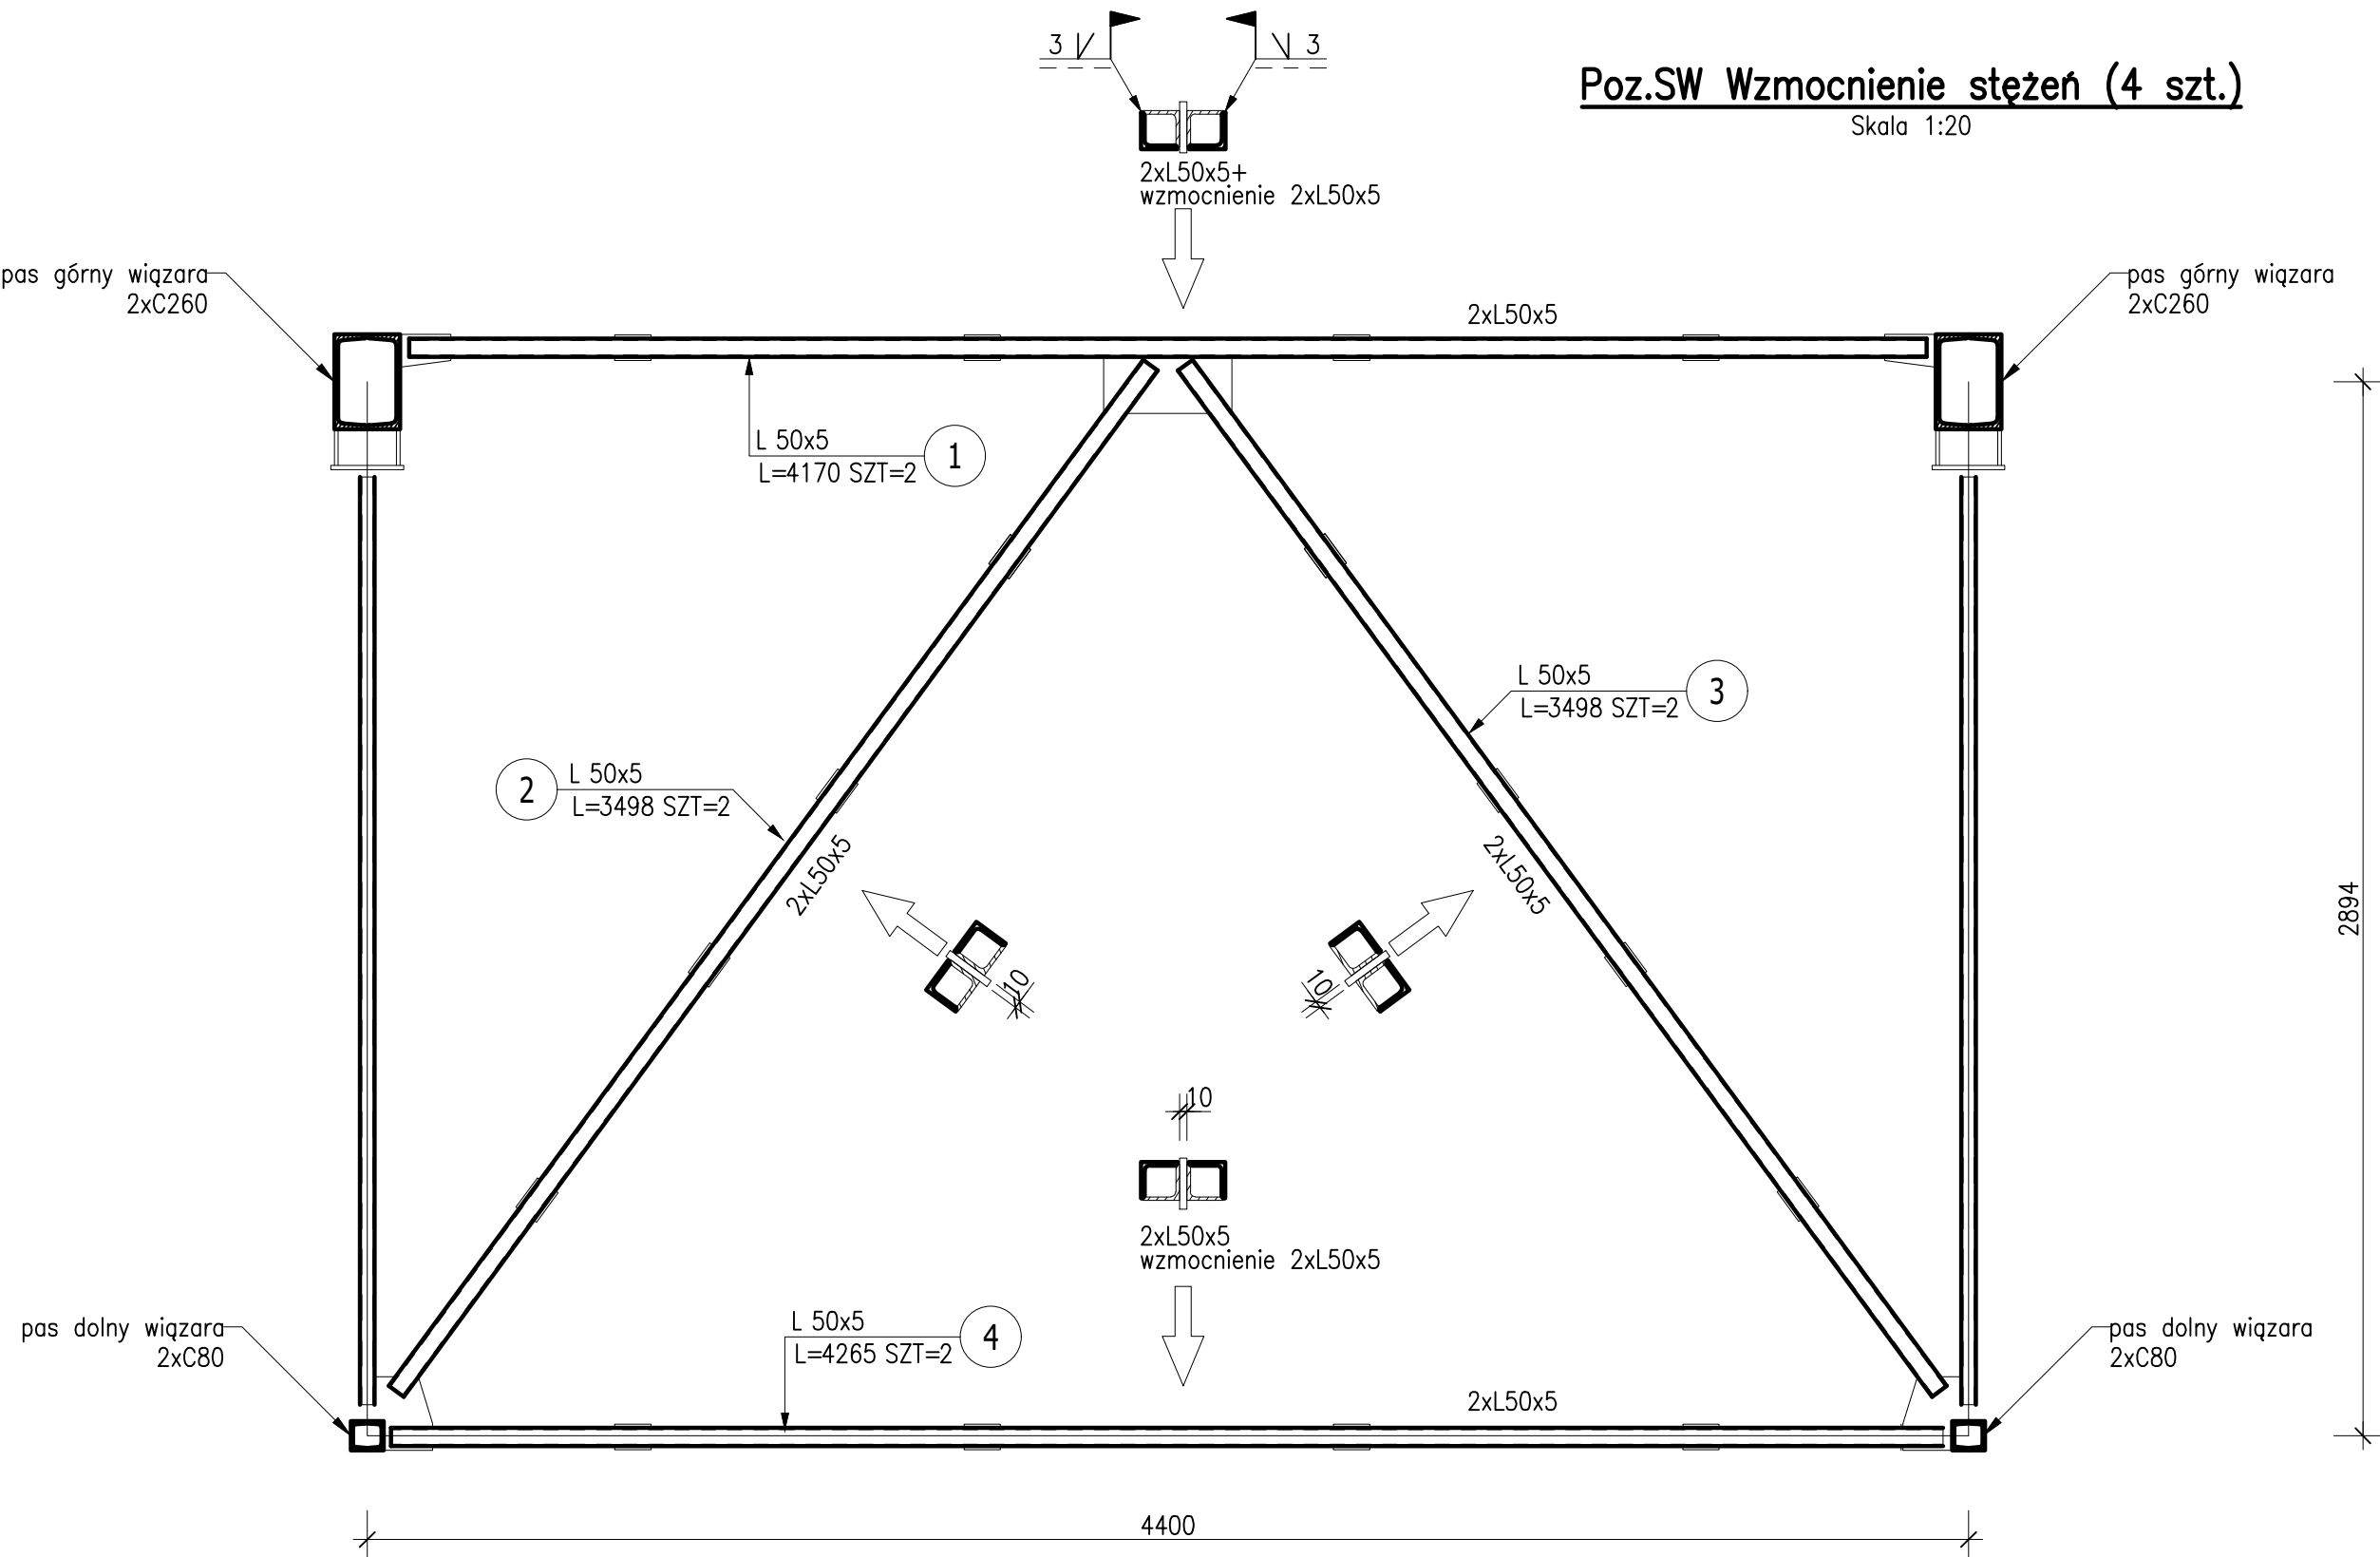 3
3
Poz.SW Wzmocnienie stężeń (4 szt.)
Skala 1:20
2xL50x5+
wzmocnienie 2xL50x5
pas górny wiązara
2xC260
pas górny wiązara
2xC260
2xL50x5
L 50x5
L=4170 SZT=2
1
L 50x5
L=3498 SZT=2
3
2
L 50x5
L=3498 SZT=2
2xL50x5
2xL50x5
2894
10
10
10
2xL50x5
wzmocnienie 2xL50x5
L 50x5
L=4265 SZT=2
4
pas dolny wiązara
2xC80
pas dolny wiązara
2xC80
2xL50x5
4400